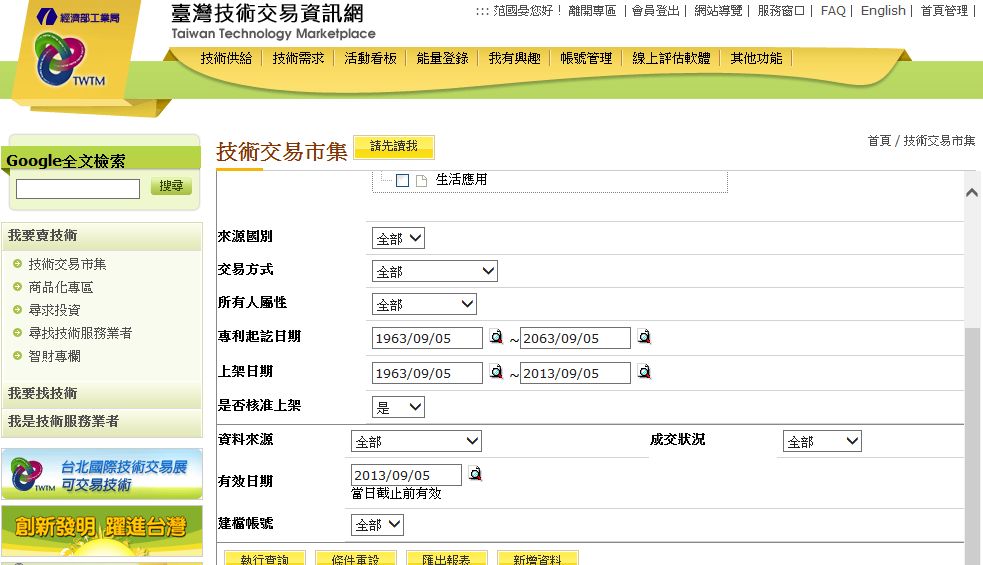 經濟部工業局
TWTM
臺灣技術交易資訊網
Taiwan Technology Marketplace
::: 范國旻您好！ 離開專區 | 會員登出 | 網站導覽 | 服務窗口 | FAQ | English | 首頁管理 |
技術供給 | 技術需求 | 活動看板 | 能量登錄 | 我有興趣 | 帳號管理 | 線上評估軟體 | 其他功能 |
Google全文檢索
搜尋
我要賣技術
技術交易市集
商品化專區
尋求投資
尋找技術服務業者
智財專欄
我要找技術
我是技術服務業者
TWTM
台北國際技術交易展
可交易技術
創新發明 躍進台灣
技術交易市集
請先讀我
首頁 / 技術交易市集
生活應用
來源國別 全部
交易方式 全部
所有人屬性 全部
專利起訖日期 1963/09/05 ~ 2063/09/05
上架日期 1963/09/05 ~ 2013/09/05
是否核准上架 是
資料來源 全部 成交狀況 全部
有效日期 2013/09/05
當日截止前有效
建檔帳號 全部
執行查詢 條件重設 匯出報表 新增資料